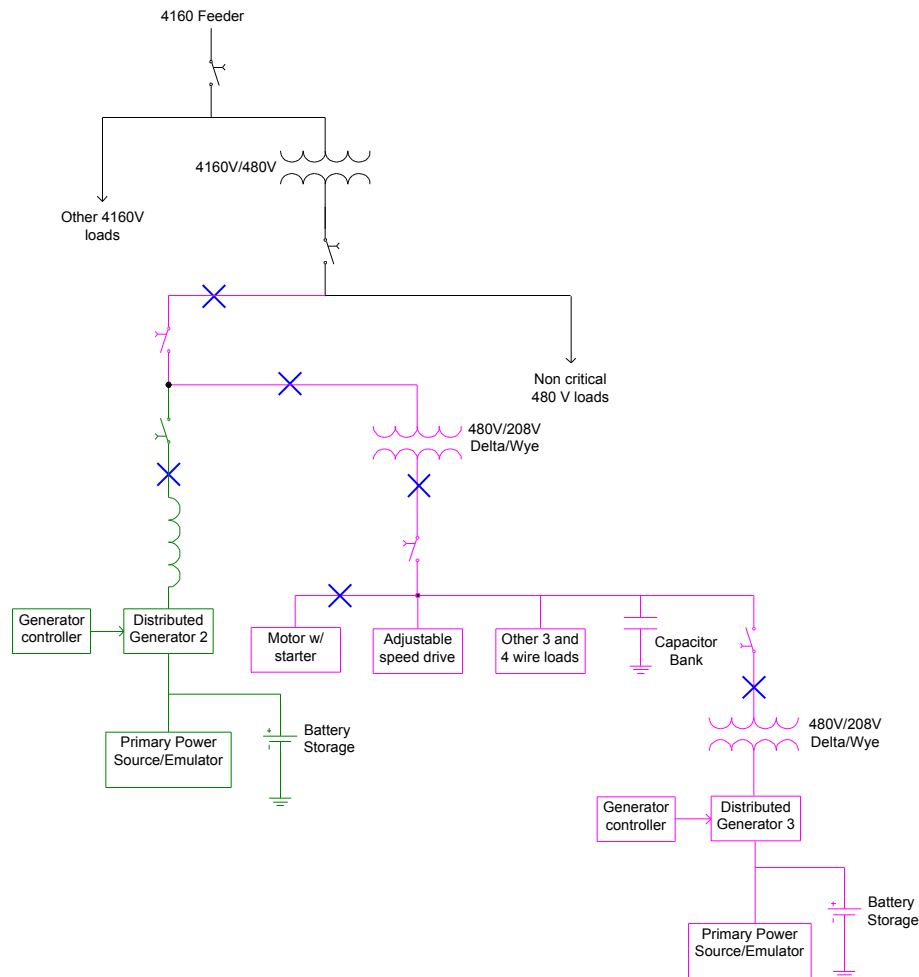 4160 Feeder
4160V/480V
Other 4160V
loads
Non critical
480 V loads
480V/208V
Delta/Wye
Generator
controller
Distributed
Generator 2
Motor w/
starter
Adjustable
speed drive
Other 3 and
4 wire loads
Capacitor
Bank
Primary Power
Source/Emulator
+
-
Battery
Storage
480V/208V
Delta/Wye
Generator
controller
Distributed
Generator 3
+
-
Battery
Storage
Primary Power
Source/Emulator